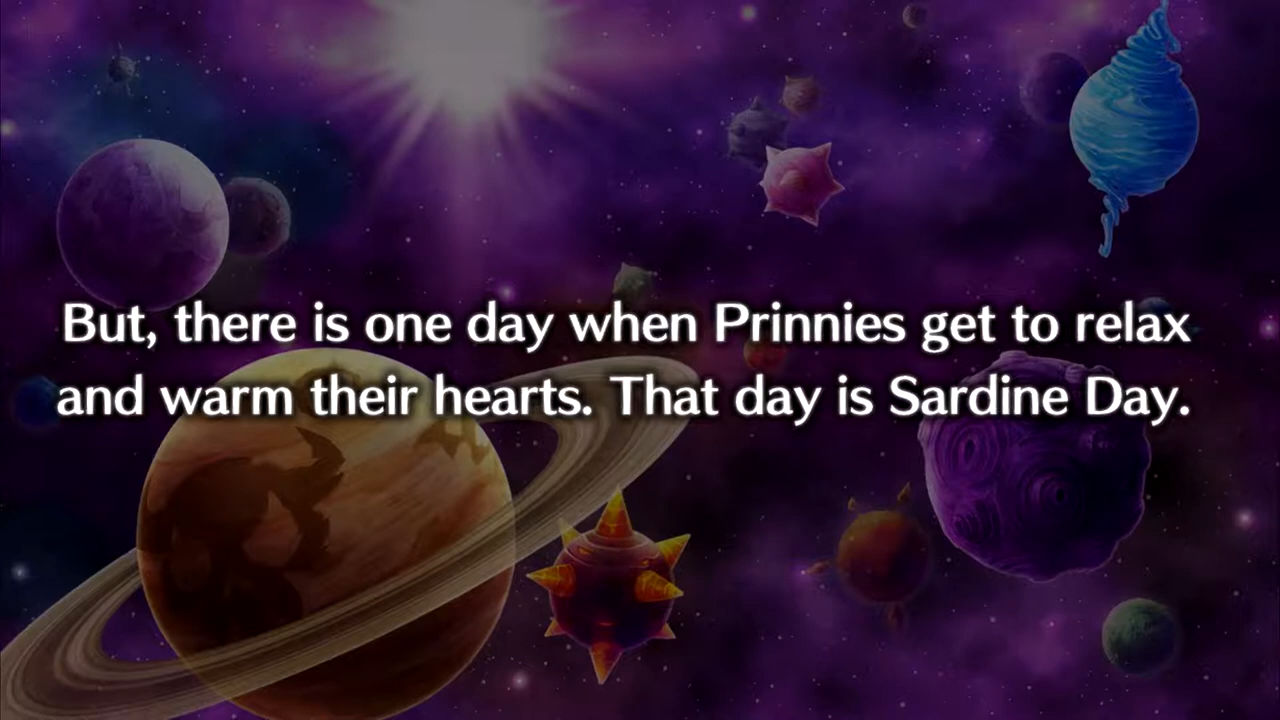 But, there is one day when Prinnies get to relax
and warm their hearts. That day is Sardine Day.